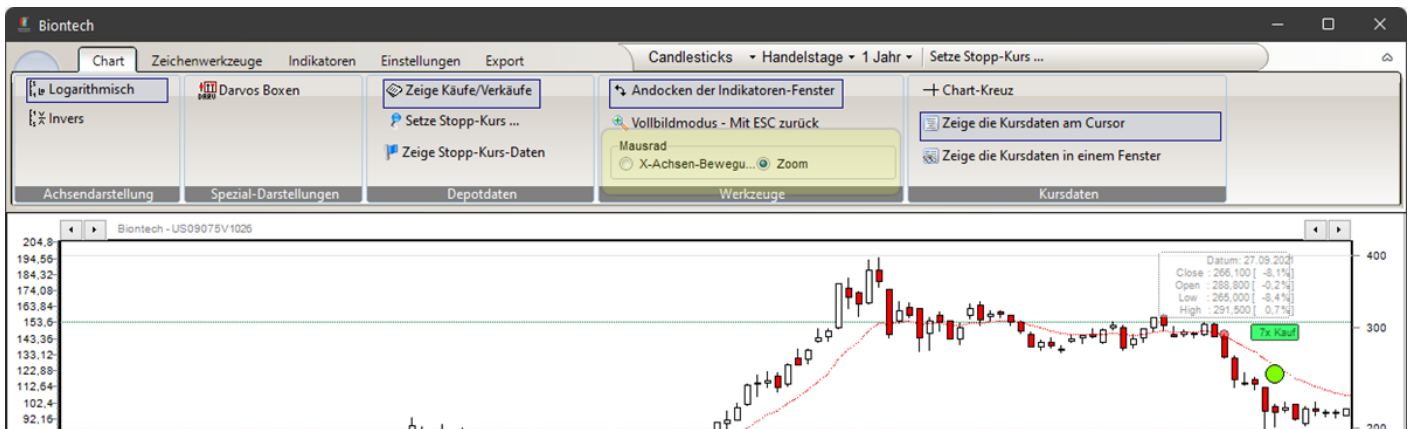 Biontech
Chart Zeichenwerkzeuge Indikatoren Einstellungen Export Candlesticks Handelstage 1 Jahr Setze Stopp-Kurs ...
Logarithmisch
Invers
Achsendarstellung
Darvos Boxen
Spezial-Darstellungen
Zeige Käufe/Verkäufe
Setze Stopp-Kurs ...
Zeige Stopp-Kurs-Daten
Depotdaten
Andocken der Indikatoren-Fenster
Vollbildmodus - Mit ESC zurück
Mausrad
X-Achsen-Bewegu... Zoom
Werkzeuge
Chart-Kreuz
Zeige die Kursdaten am Cursor
Zeige die Kursdaten in einem Fenster
Kursdaten
Biontech - US09075V1026
204,8
194,56
184,32
174,08
163,84
153,6
143,36
133,12
122,88
112,64
102,4
92,16
Datum: 27.09.2021
Close : 266,100 [ -8,1%]
Open : 288,800 [ -0,2%]
Low : 265,000 [ -8,4%]
High : 291,500 [ 0,7%]
7x Kauf
400
300
200